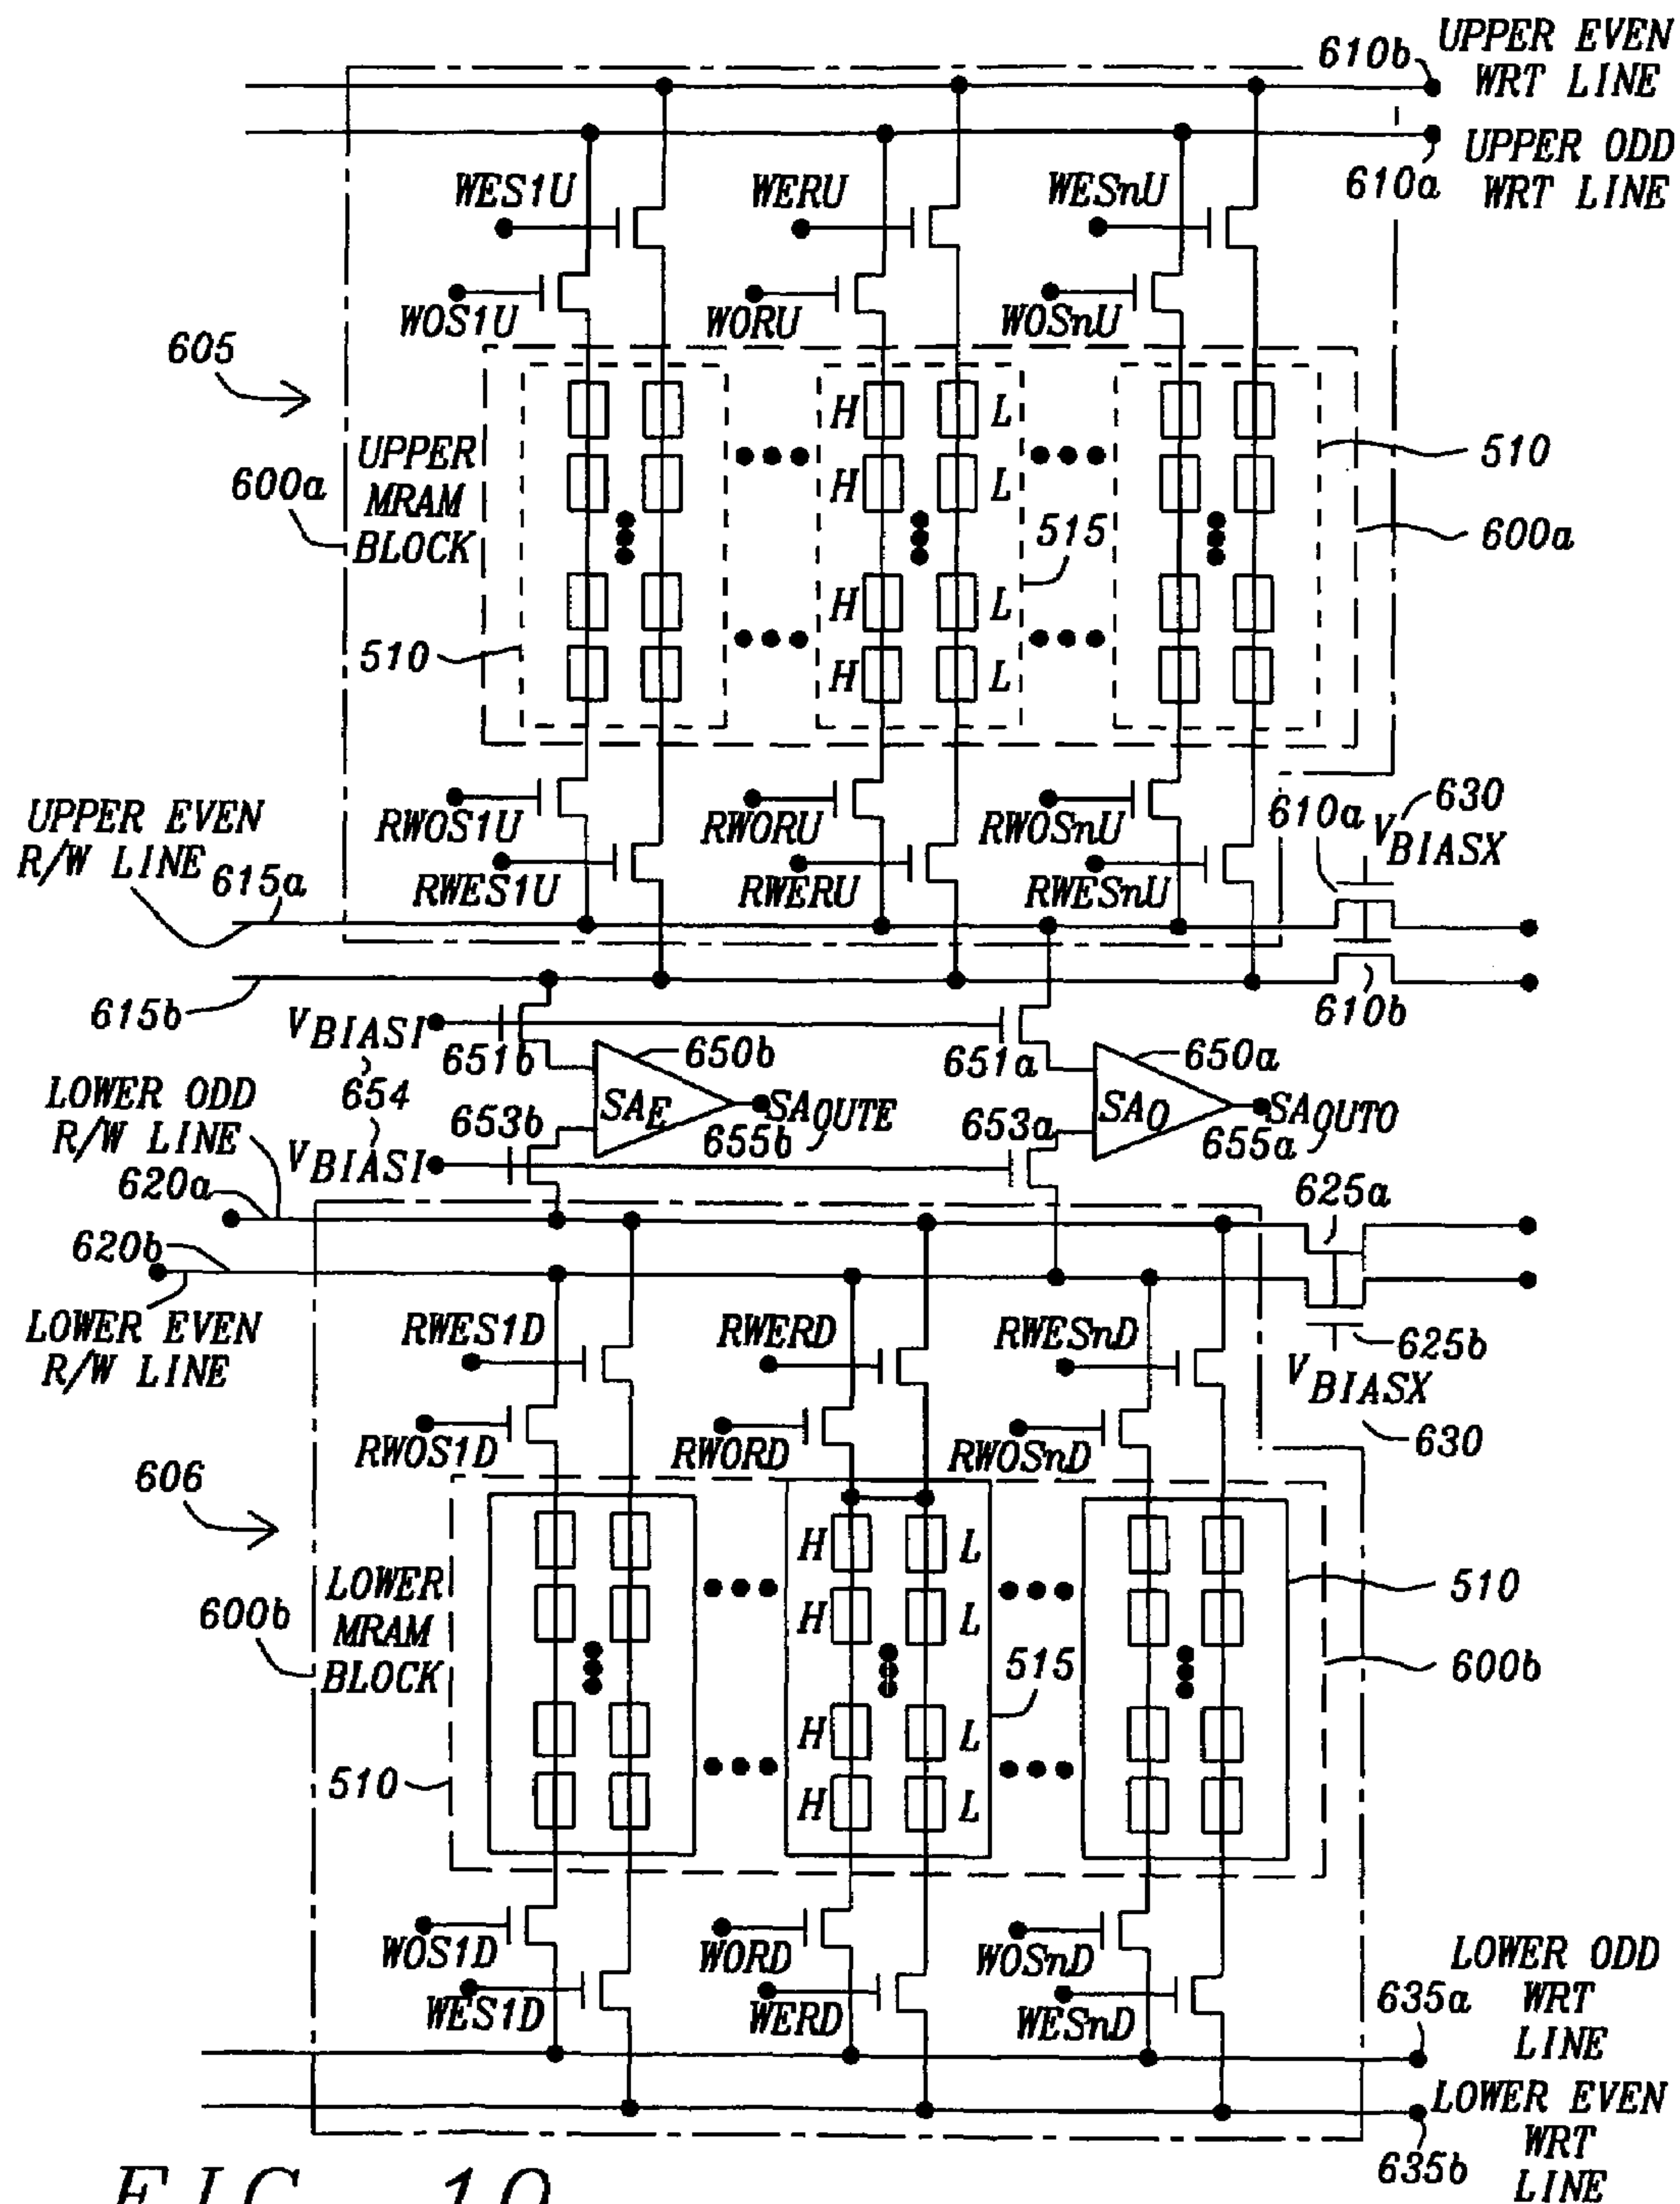 610b
UPPER EVEN
WRT LINE
610a
UPPER ODD
WRT LINE
WES1U
WERU
WESnU
WOS1U
WORU
WOSnU
605
600a
UPPER
MRAM
BLOCK
H
L
H
L
H
L
H
L
515
510
510
600a
RWOS1U
RWORU
RWOSnU
RWES1U
RWERU
RWESnU
UPPER EVEN
R/W LINE
615a
610a
VBIASX
630
615b
610b
VBIASI
651b
650b
651a
650a
654
SAE
SAOUTE
655b
SAO
SAOUTO
655a
LOWER ODD
R/W LINE
653b
653a
VBIASI
620a
625a
620b
LOWER EVEN
R/W LINE
625b
VBIASX
630
RWES1D
RWERD
RWESnD
RWOS1D
RWORD
RWOSnD
606
600b
LOWER
MRAM
BLOCK
H
L
H
L
H
L
H
L
515
510
510
600b
WOS1D
WORD
WOSnD
WES1D
WERD
WESnD
LOWER ODD
WRT
LINE
635a
LOWER EVEN
WRT
LINE
635b
FIG. 10